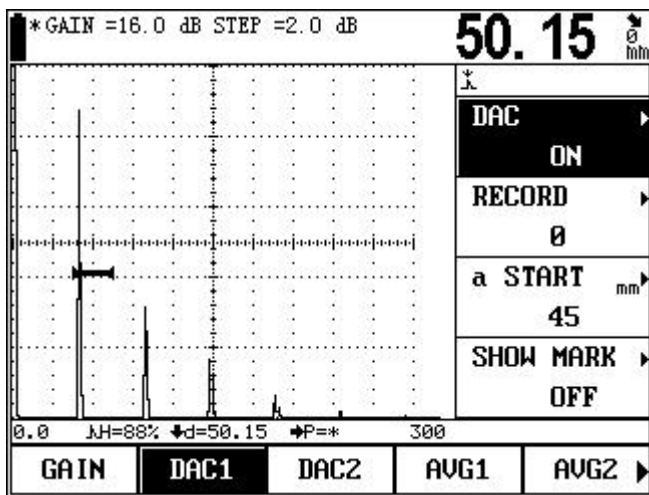 *GAIN =16.0 dB STEP =2.0 dB
50.15 mm
DAC
ON
RECORD
0
a START mm
45
SHOW MARK
OFF
0.0 H=88% d=50.15 P=* 300
GAIN DAC1 DAC2 AVG1 AVG2